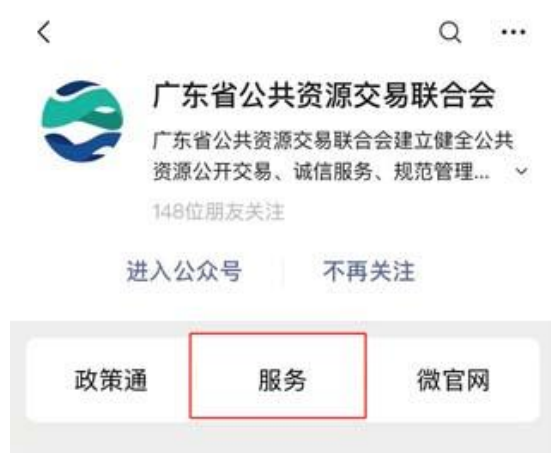 广东省公共资源交易联合会
广东省公共资源交易联合会建立健全公共
资源公开交易、诚信服务、规范管理...
148位朋友关注
进入公众号 不再关注
政策通 服务 微官网